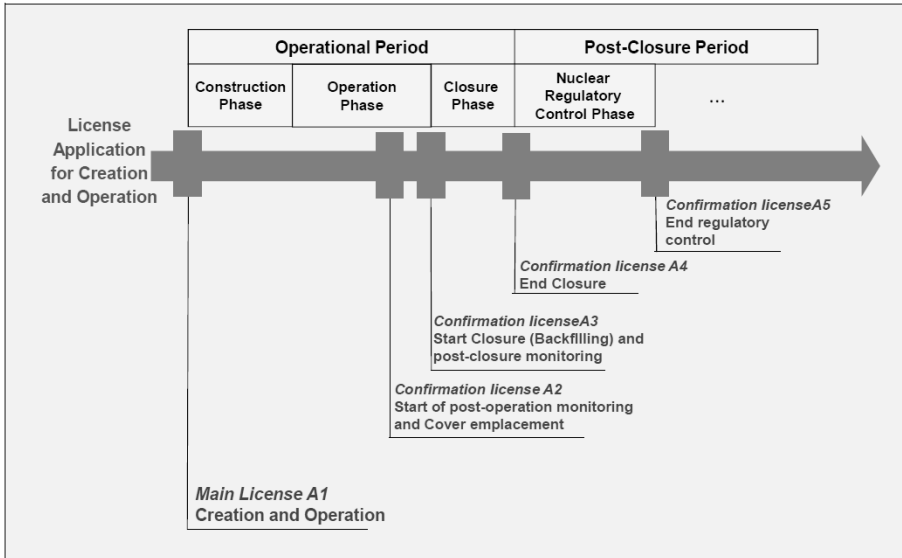 Operational Period
Post-Closure Period
Construction
Phase
Operation
Phase
Closure
Phase
Nuclear
Regulatory
Control Phase
...
License
Application
for Creation
and Operation
Confirmation licenseA5
End regulatory
control
Confirmation license A4
End Closure
Confirmation licenseA3
Start Closure (Backfilling) and
post-closure monitoring
Confirmation license A2
Start of post-operation monitoring
and Cover emplacement
Main License A1
Creation and Operation